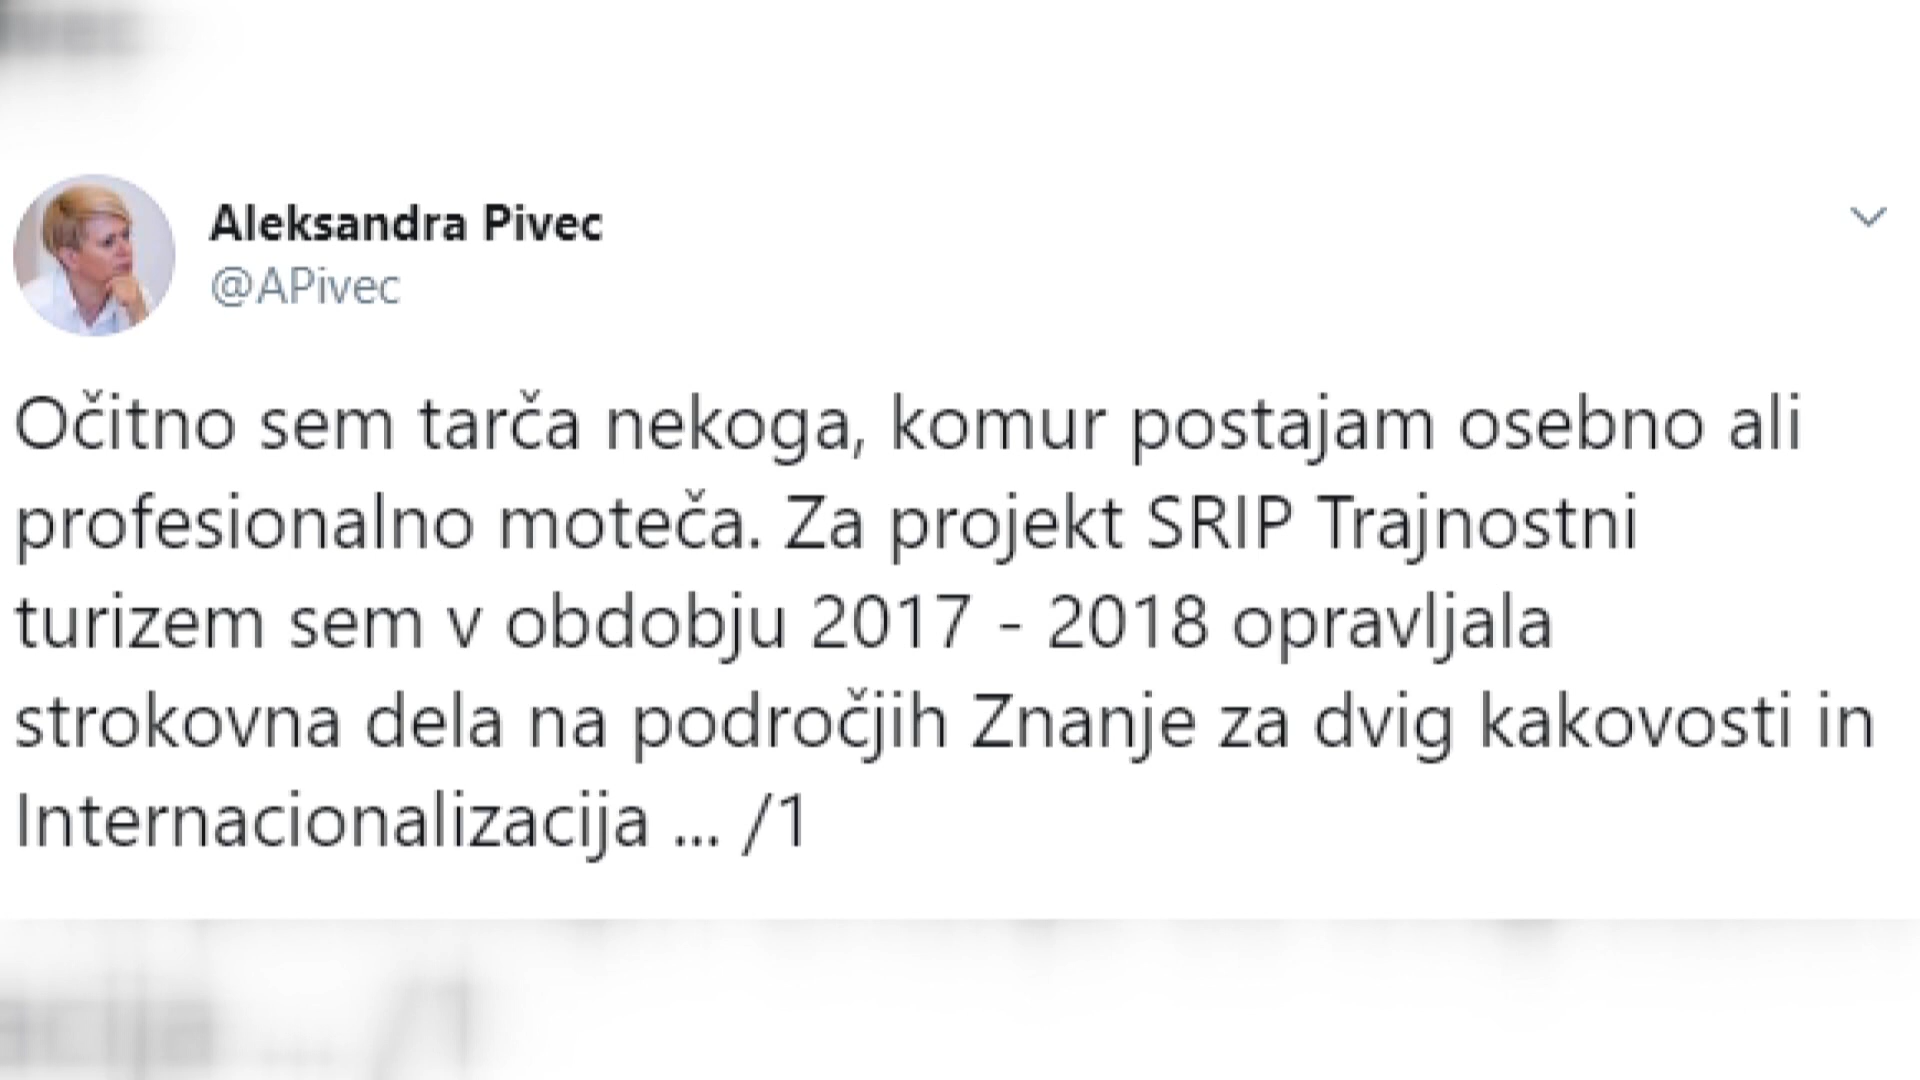 Aleksandra Pivec
@APivec
Očitno sem tarča nekoga, komur postajam osebno ali
profesionalno moteča. Za projekt SRIP Trajnostni
turizem sem v obdobju 2017 - 2018 opravljala
strokovna dela na področjih Znanje za dvig kakovosti in
Internacionalizacija ... /1